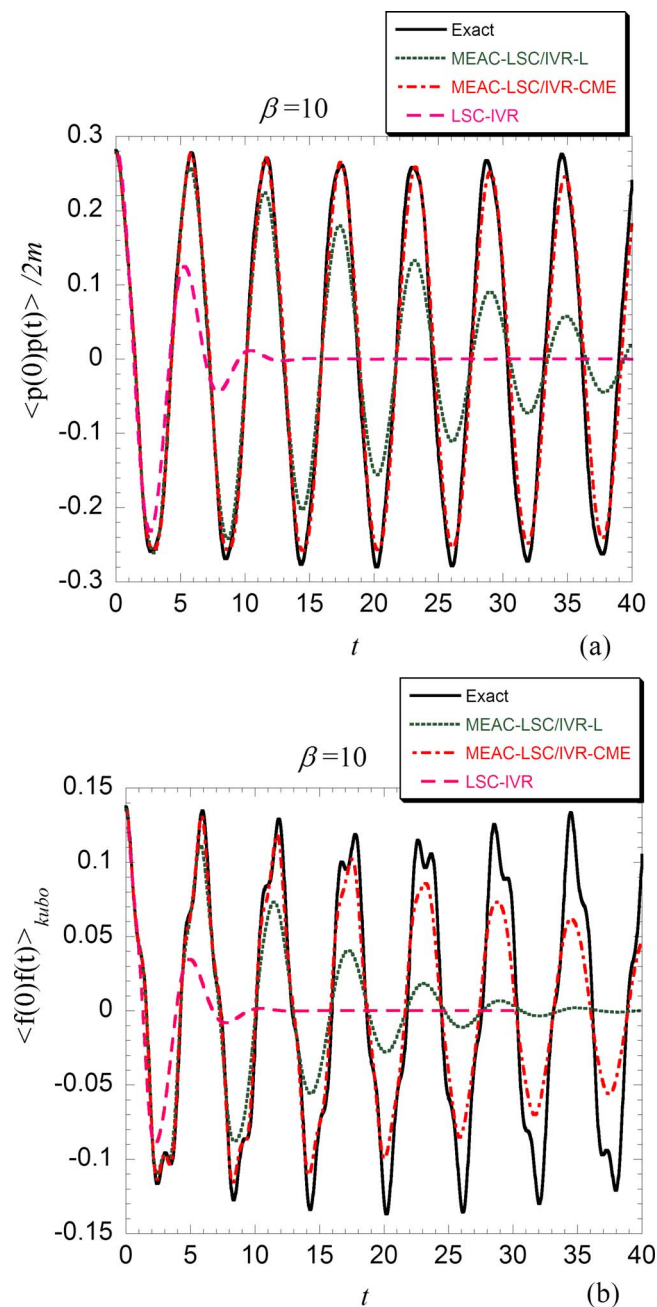 Exact
MEAC-LSC/IVR-L
MEAC-LSC/IVR-CME
LSC-IVR
β=10
0.3
0.2
0.1
0
-0.1
-0.2
-0.3
<p(0)p(t)> /2m
0 5 10 15 20 25 30 35 40
t
(a)
Exact
MEAC-LSC/IVR-L
MEAC-LSC/IVR-CME
LSC-IVR
β=10
0.15
0.1
0.05
0
-0.05
-0.1
-0.15
<f(0)f(t)> kubo
0 5 10 15 20 25 30 35 40
t
(b)